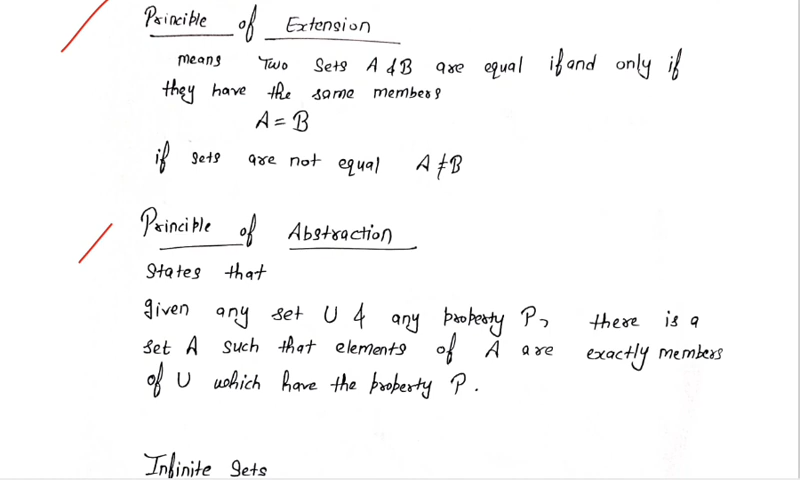 Principle of Extension
means Two Sets A & B are equal if and only if
they have the same members
A = B
if sets are not equal A ≠ B
Principle of Abstraction
States that
given any set U & any property P, there is a
set A such that elements of A are exactly members
of U which have the property P.
Infinite Sets